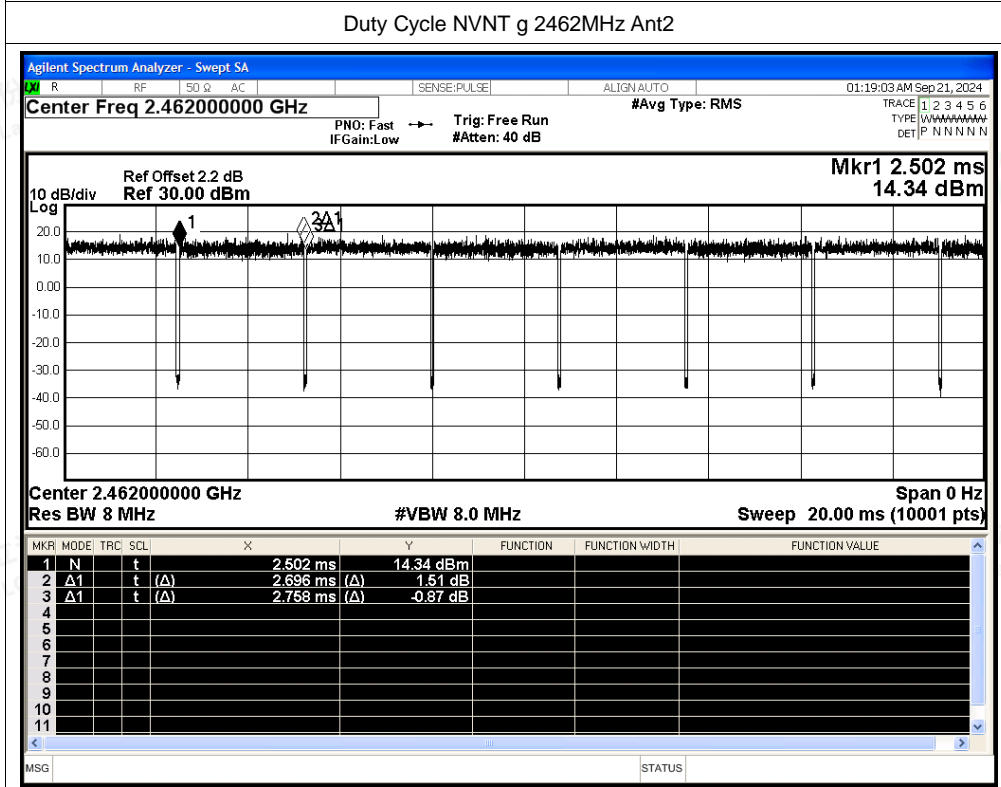 Duty Cycle NVNT g 2462MHz Ant2
Agilent Spectrum Analyzer - Swept SA
LXI R RF 50 Ω AC SENSE:PULSE ALIGN AUTO 01:19:03 AM Sep 21, 2024
Center Freq 2.462000000 GHz #Avg Type: RMS TRACE 1 2 3 4 5 6
PNO: Fast Trig: Free Run TYPE WWWWWW
IFGain:Low #Atten: 40 dB DET P N N N N N
Mkr1 2.502 ms
Ref Offset 2.2 dB
10 dB/div Ref 30.00 dBm 14.34 dBm
Log
1 2Δ1
3Δ1
20.0
10.0
0.00
-10.0
-20.0
-30.0
-40.0
-50.0
-60.0
Center 2.462000000 GHz Span 0 Hz
Res BW 8 MHz #VBW 8.0 MHz Sweep 20.00 ms (10001 pts)
MKR MODE TRC SCL X Y FUNCTION FUNCTION WIDTH FUNCTION VALUE
1 N t 2.502 ms 14.34 dBm
2 Δ1 t (Δ) 2.696 ms (Δ) 1.51 dB
3 Δ1 t (Δ) 2.758 ms (Δ) -0.87 dB
4
5
6
7
8
9
10
11
MSG STATUS